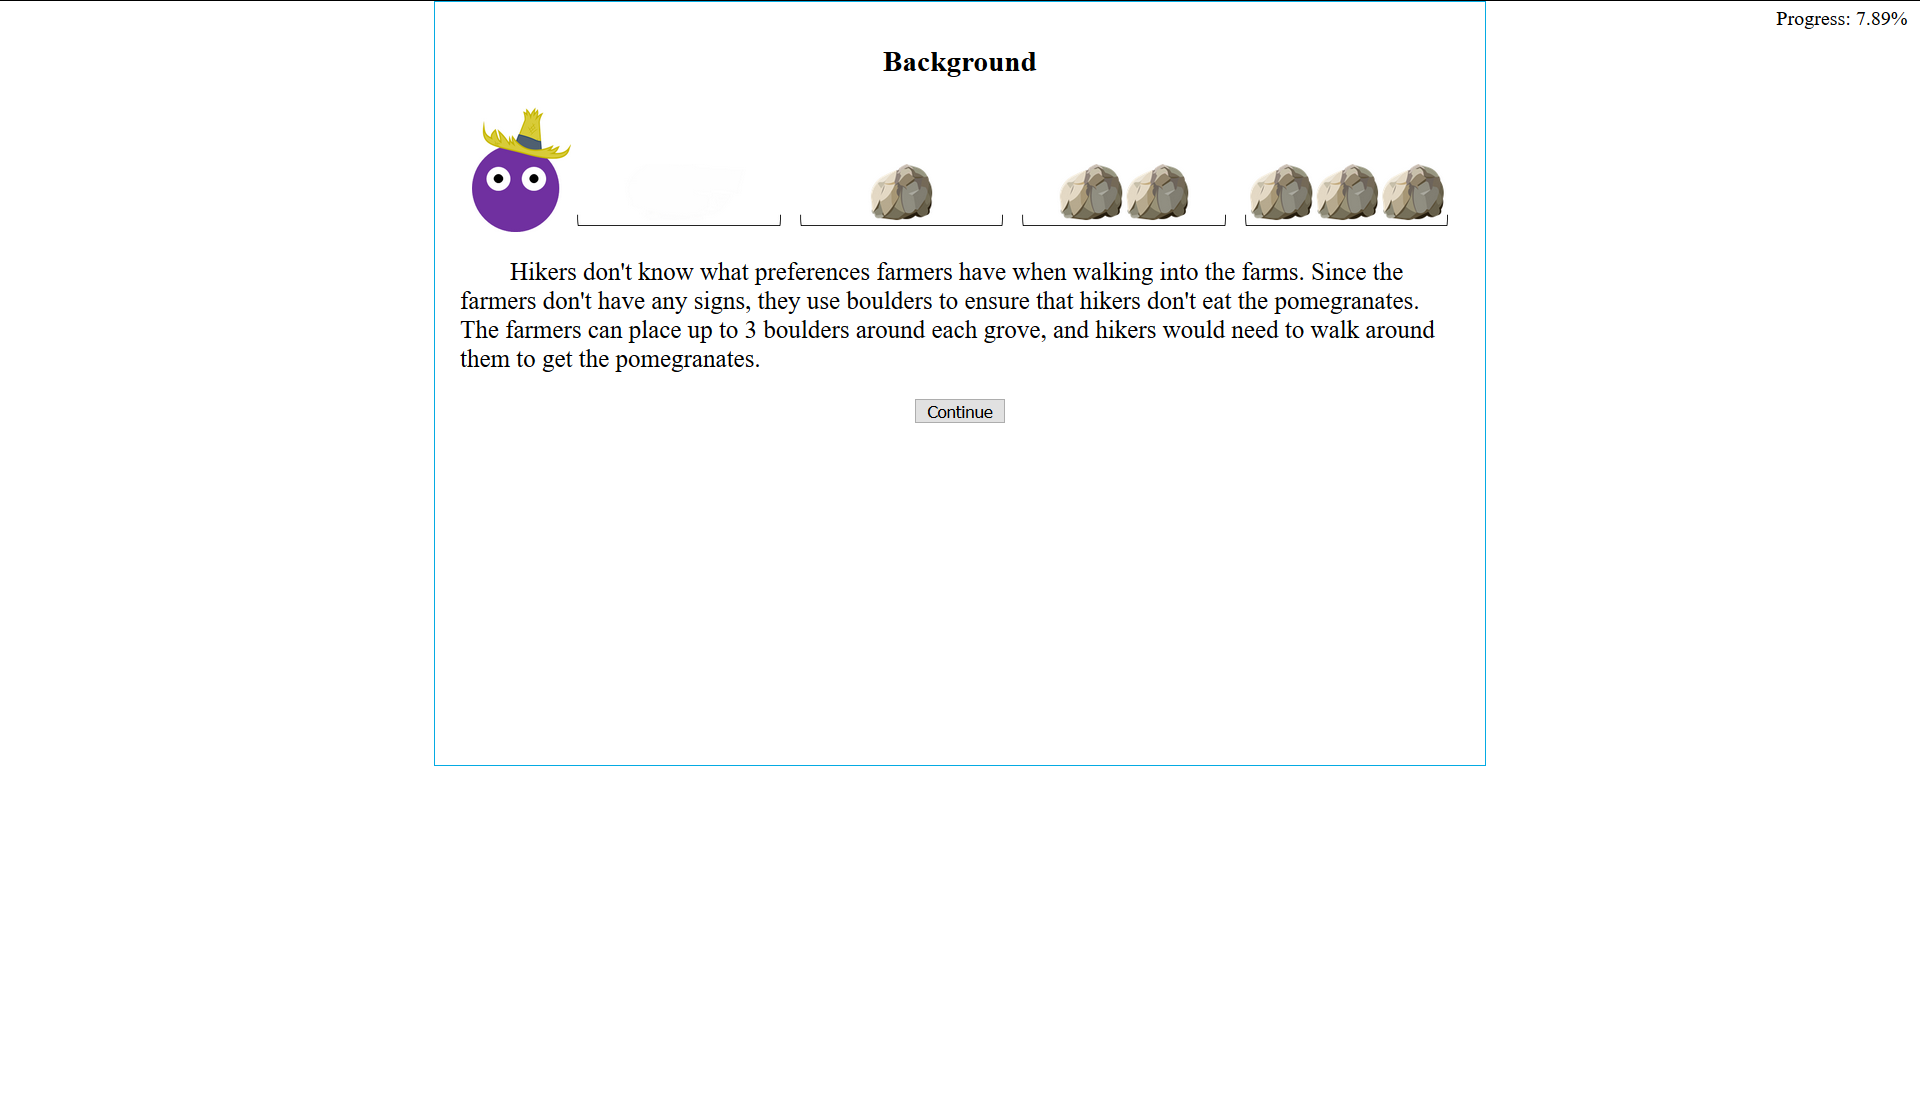 Progress: 7.89%
Background
Hikers don't know what preferences farmers have when walking into the farms. Since the
farmers don't have any signs, they use boulders to ensure that hikers don't eat the pomegranates.
The farmers can place up to 3 boulders around each grove, and hikers would need to walk around
them to get the pomegranates.
Continue